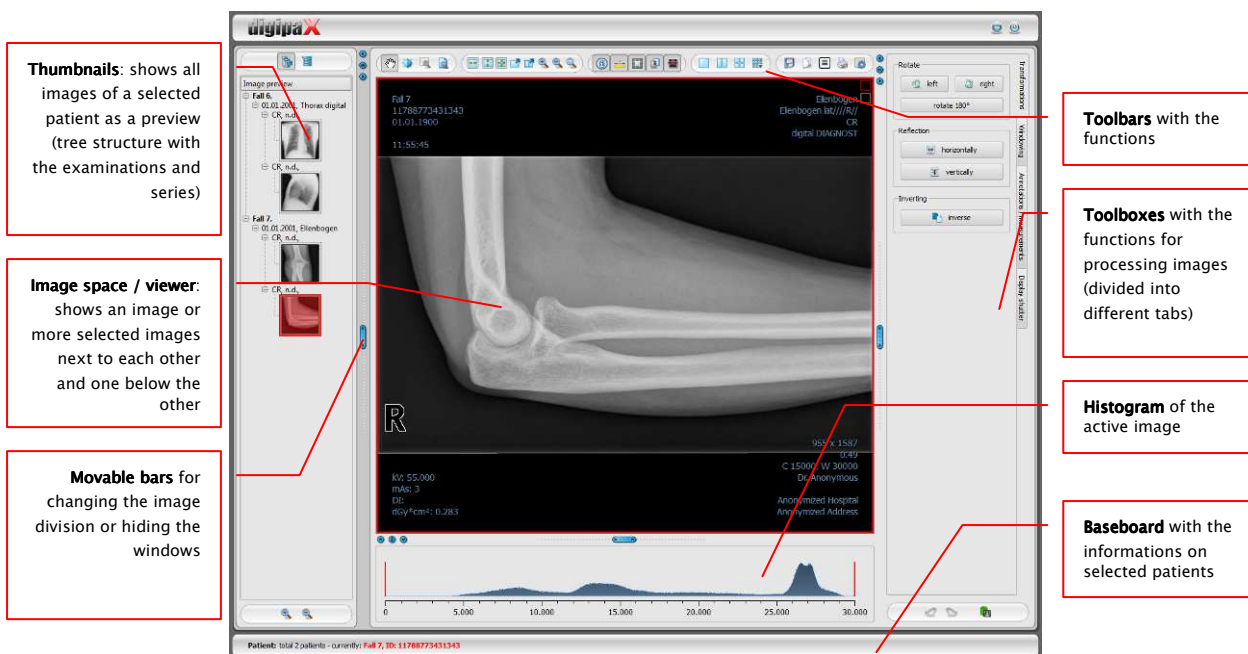 digipaX
Thumbnails: shows all
images of a selected
patient as a preview
(tree structure with
the examinations and
series)
Image space / viewer:
shows an image or
more selected images
next to each other
and one below the
other
Movable bars for
changing the image
division or hiding the
windows
Image preview
Fall 6,
01.01.2001, Thorax digital
CR, n.d.,
CR, n.d.,
Fall 7,
01.01.2001, Ellenbogen
CR, n.d.,
CR, n.d.,
Fall 7
11788773431343
01.01.1900
11:55:45
Ellenbogen
Ellenbogen lat////R//
CR
digital DIAGNOST
R
kV: 55.000
mAs: 3
DI:
dGy*cm²: 0.283
955 x 1587
0.49
C 15000, W 30000
Dr. Anonymous
Anonymized Hospital
Anonymized Address
0 5.000 10.000 15.000 20.000 25.000 30.000
Rotate
left right
rotate 180°
Reflection
horizontally
vertically
Inverting
inverse
Transformations
Windowing
Annotations / measurements
Display shutter
Toolbars with the
functions
Toolboxes with the
functions for
processing images
(divided into
different tabs)
Histogram of the
active image
Baseboard with the
informations on
selected patients
Patient: total 2 patients - currently: Fall 7, ID: 11788773431343